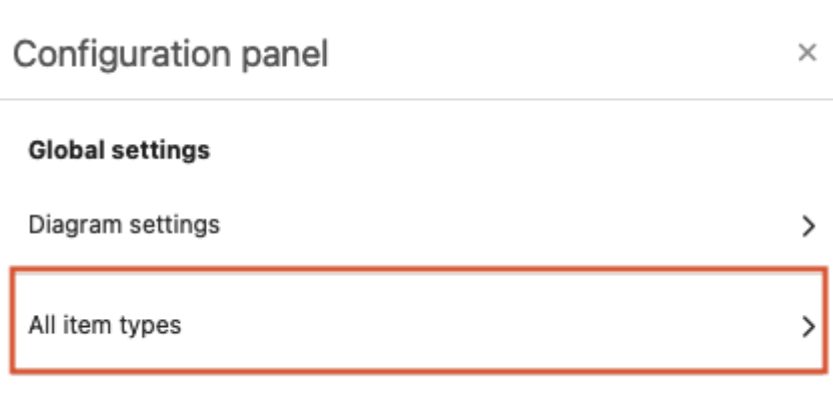 Configuration panel
Global settings
Diagram settings
All item types